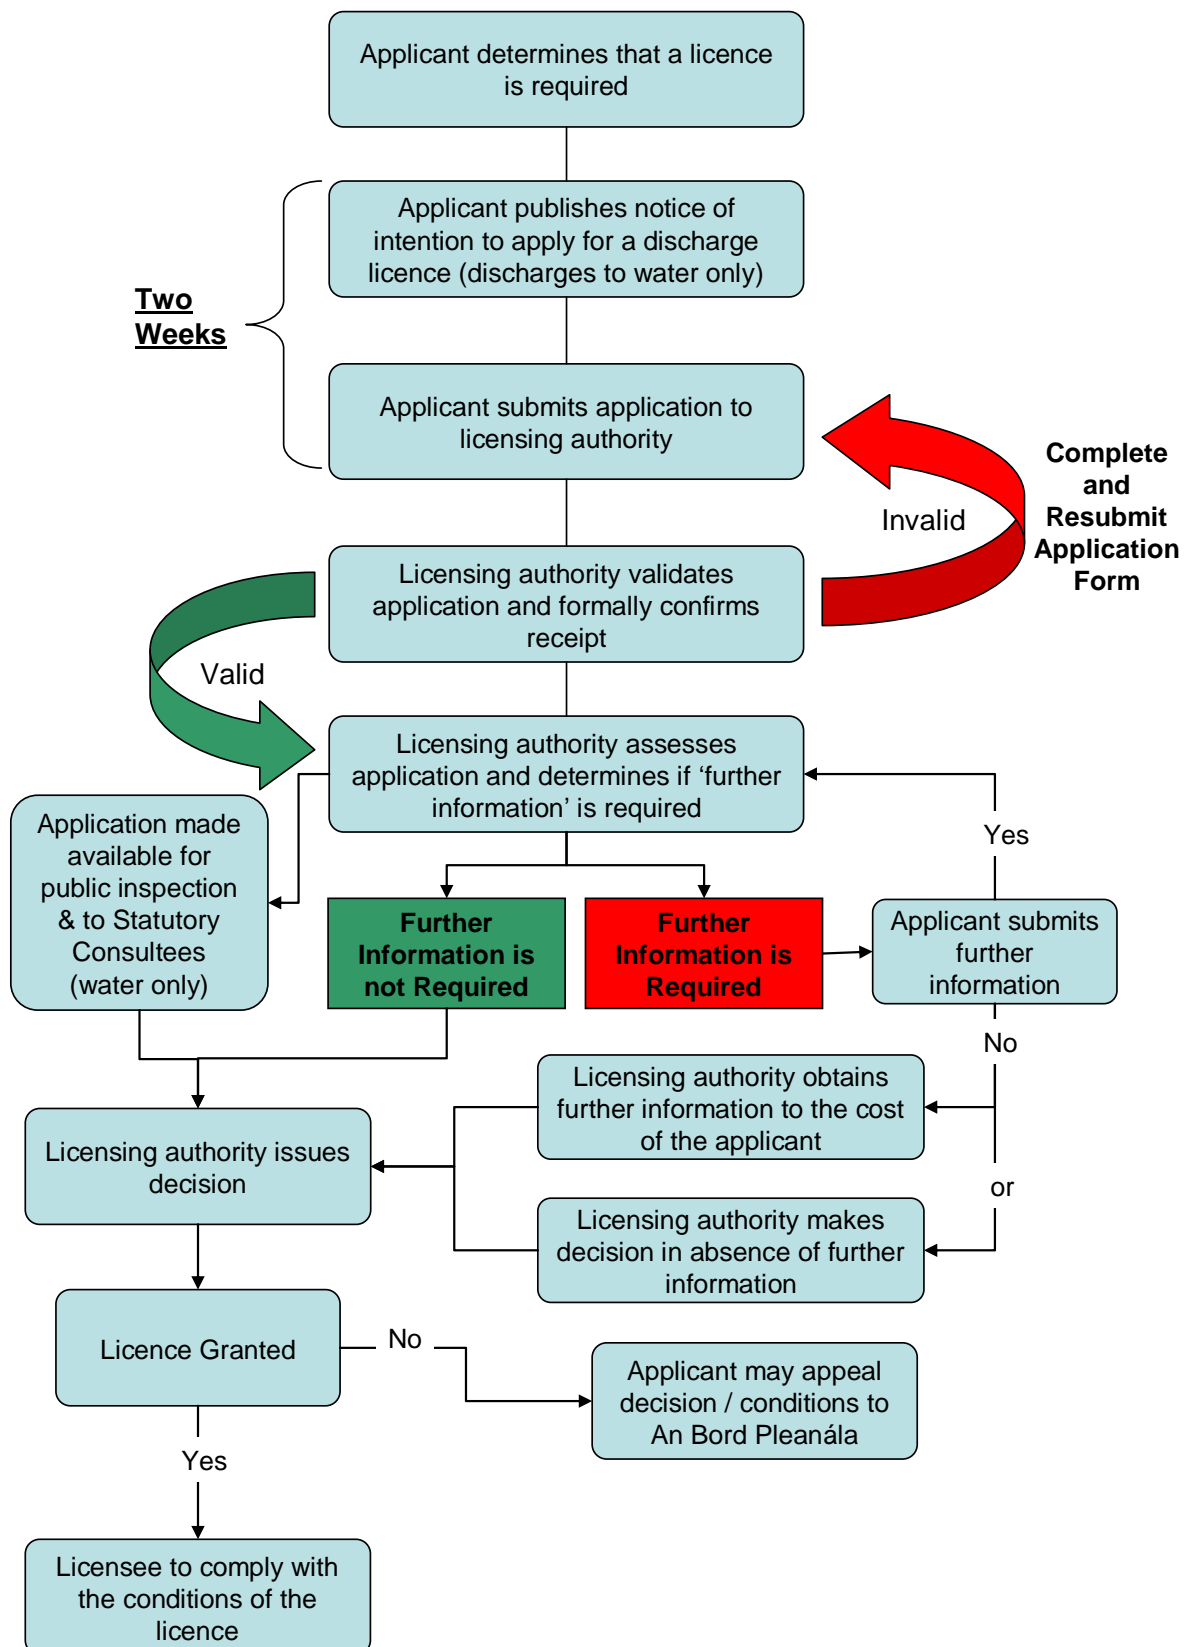 Applicant determines that a licence
is required
Applicant publishes notice of
intention to apply for a discharge
licence (discharges to water only)
Two
Weeks
Applicant submits application to
licensing authority
Complete
and
Resubmit
Application
Form
Invalid
Licensing authority validates
application and formally confirms
receipt
Valid
Licensing authority assesses
application and determines if ‘further
information’ is required
Application made
available for
public inspection
& to Statutory
Consultees
(water only)
Further
Information is
not Required
Further
Information is
Required
Yes
Applicant submits
further
information
No
Licensing authority obtains
further information to the cost
of the applicant
or
Licensing authority makes
decision in absence of further
information
Licensing authority issues
decision
Licence Granted
No
Applicant may appeal
decision / conditions to
An Bord Pleanála
Yes
Licensee to comply with
the conditions of the
licence